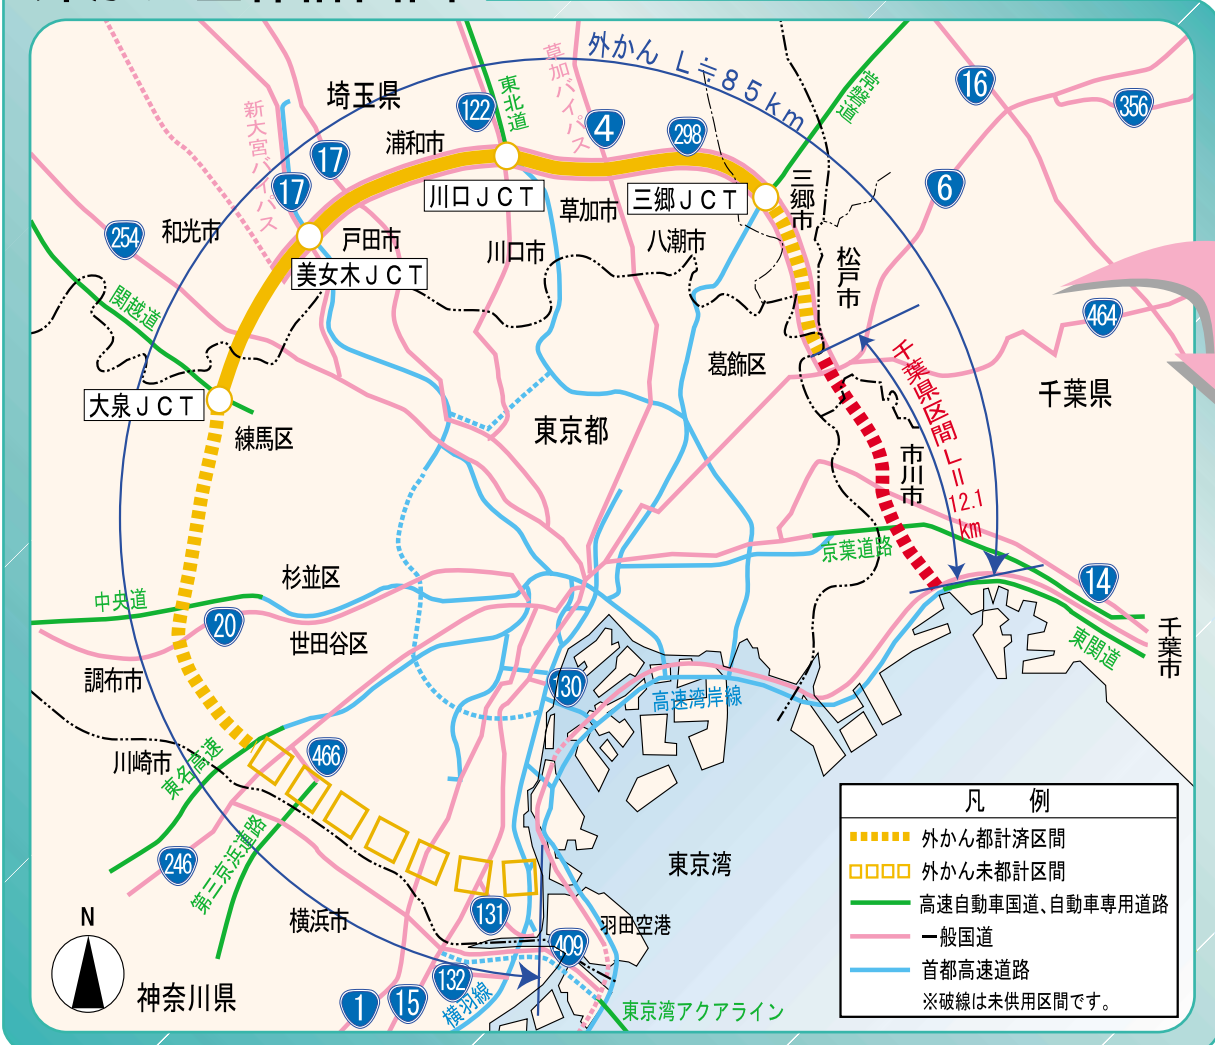 外かん L≒85km
草加バイパス
東北道
常磐道
新大宮バイパス
埼玉県
浦和市
122
4
298
16
356
17
17
6
川口JCT
三郷JCT
三郷市
草加市
八潮市
川口市
戸田市
和光市
254
美女木JCT
松戸市
464
関越道
葛飾区
千葉県区間L=12.1km
千葉県
大泉JCT
練馬区
東京都
市川市
京葉道路
杉並区
中央道
20
世田谷区
14
千葉市
東関道
調布市
130
高速湾岸線
川崎市
東名高速
466
246
第三京浜道路
東京湾
横浜市
131
羽田空港
409
132
15
1
横羽線
神奈川県
東京湾アクアライン
N
凡 例
外かん都計済区間
外かん未都計区間
高速自動車国道、自動車専用道路
一般国道
首都高速道路
※破線は未供用区間です。